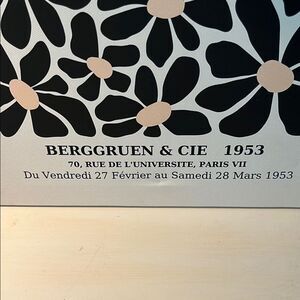 BERGGRUEN & CIE 1953
70, RUE DE L'UNIVERSITE, PARIS VII
Du Vendredi 27 Février au Samedi 28 Mars 1953